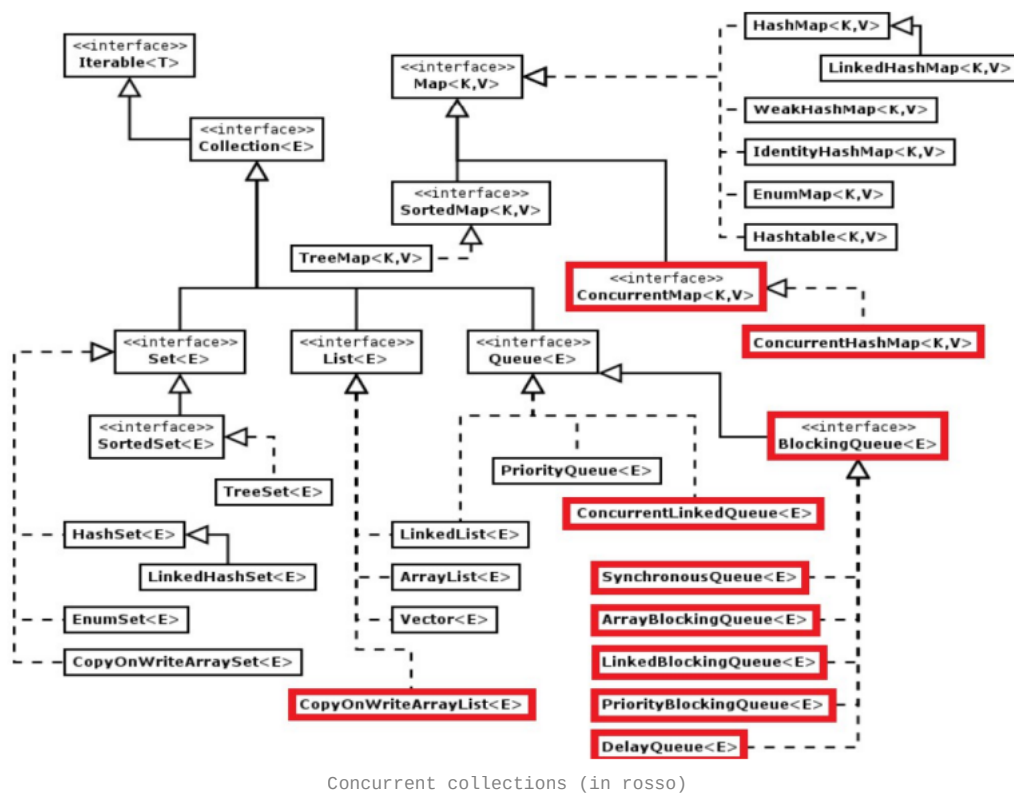 HashMap<K,V>
<<interface>>
Iterable<T>
<<interface>>
Map<K,V>
LinkedHashMap<K,V>
WeakHashMap<K,V>
<<interface>>
Collection<E>
IdentityHashMap<K,V>
<<interface>>
SortedMap<K,V>
EnumMap<K,V>
Hashtable<K,V>
TreeMap<K,V>
<<interface>>
ConcurrentMap<K,V>
ConcurrentHashMap<K,V>
<<interface>>
Set<E>
<<interface>>
List<E>
<<interface>>
Queue<E>
<<interface>>
SortedSet<E>
<<interface>>
BlockingQueue<E>
PriorityQueue<E>
TreeSet<E>
ConcurrentLinkedQueue<E>
HashSet<E>
LinkedList<E>
LinkedHashSet<E>
ArrayList<E>
SynchronousQueue<E>
EnumSet<E>
Vector<E>
ArrayBlockingQueue<E>
CopyOnWriteArraySet<E>
LinkedBlockingQueue<E>
CopyOnWriteArrayList<E>
PriorityBlockingQueue<E>
DelayQueue<E>
Concurrent collections (in rosso)